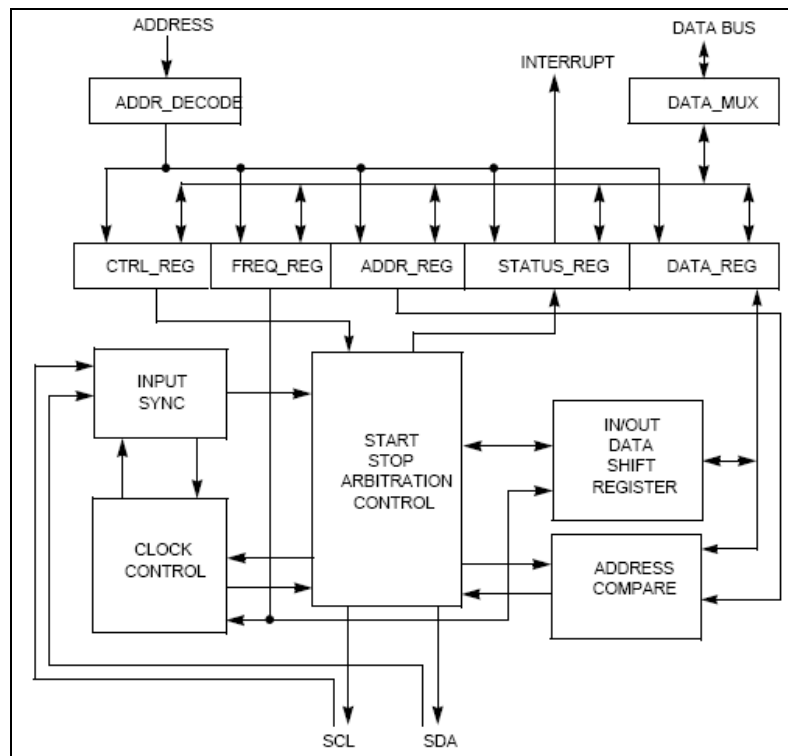 ADDRESS
DATA BUS
INTERRUPT
ADDR_DECODE
DATA_MUX
CTRL_REG
FREQ_REG
ADDR_REG
STATUS_REG
DATA_REG
INPUT
SYNC
START
STOP
ARBITRATION
CONTROL
IN/OUT
DATA
SHIFT
REGISTER
CLOCK
CONTROL
ADDRESS
COMPARE
SCL
SDA